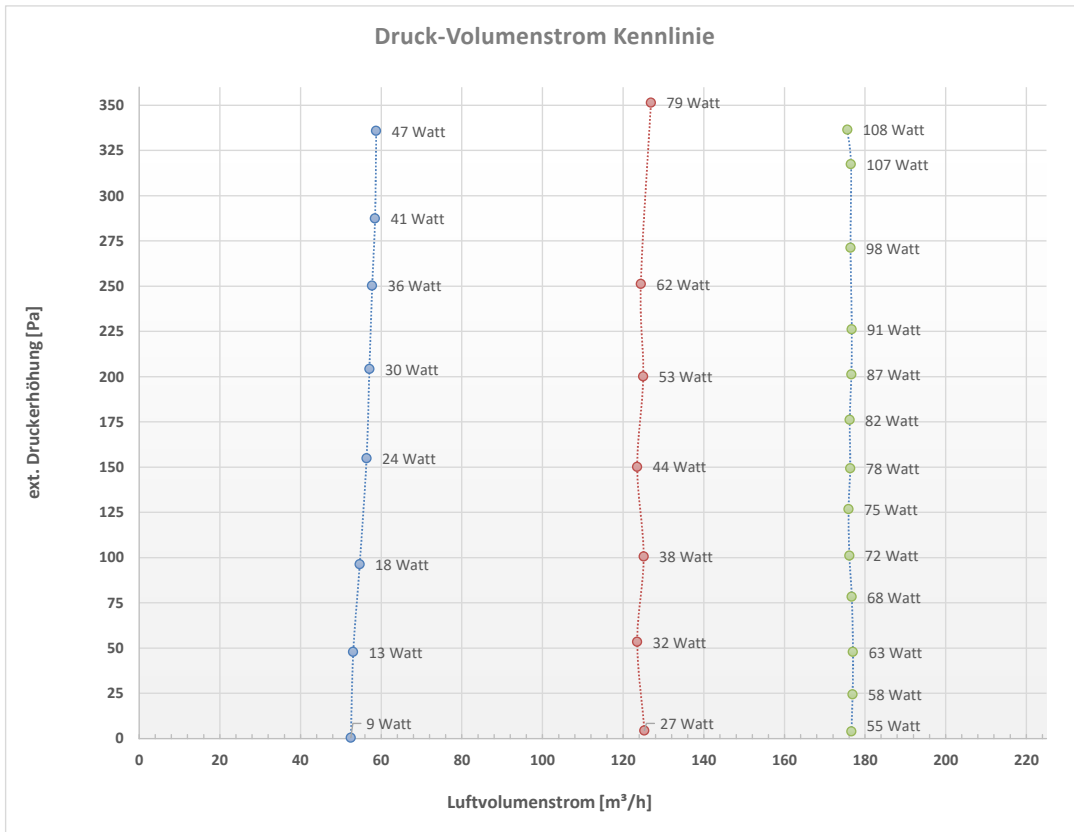 Druck-Volumenstrom Kennlinie
ext. Druckerhöhung [Pa]
350
325
300
275
250
225
200
175
150
125
100
75
50
25
0
47 Watt
41 Watt
36 Watt
30 Watt
24 Watt
18 Watt
13 Watt
9 Watt
79 Watt
62 Watt
53 Watt
44 Watt
38 Watt
32 Watt
27 Watt
108 Watt
107 Watt
98 Watt
91 Watt
87 Watt
82 Watt
78 Watt
75 Watt
72 Watt
68 Watt
63 Watt
58 Watt
55 Watt
0 20 40 60 80 100 120 140 160 180 200 220
Luftvolumenstrom [m³/h]